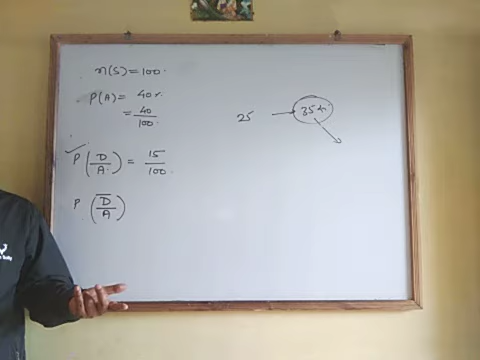 n(S) = 100.
P(A) = 40%
= 40/100.
✓ P(D/A) = 15/100.
P(D̅/A)
25 → 35%